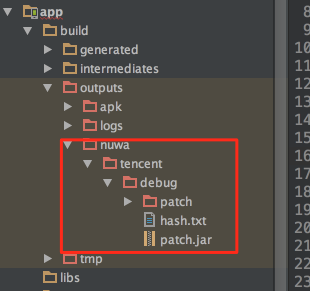 app
build
generated
intermediates
outputs
apk
logs
nuwa
tencent
debug
patch
hash.txt
patch.jar
tmp
libs
8
9
10
11
12
13
14
15
16
17
18
19
20
21
22
23